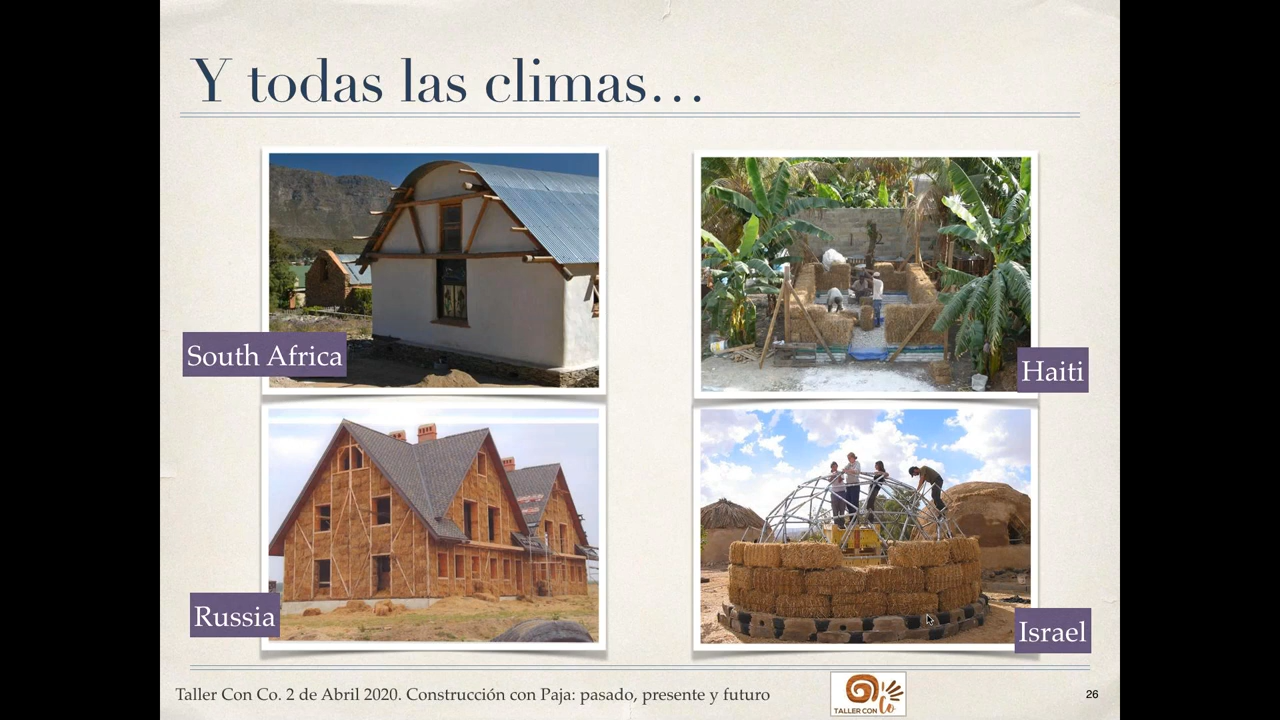 Y todas las climas…
South Africa
Haiti
Russia
Israel
Taller Con Co. 2 de Abril 2020. Construcción con Paja: pasado, presente y futuro
TALLER CON Co
26